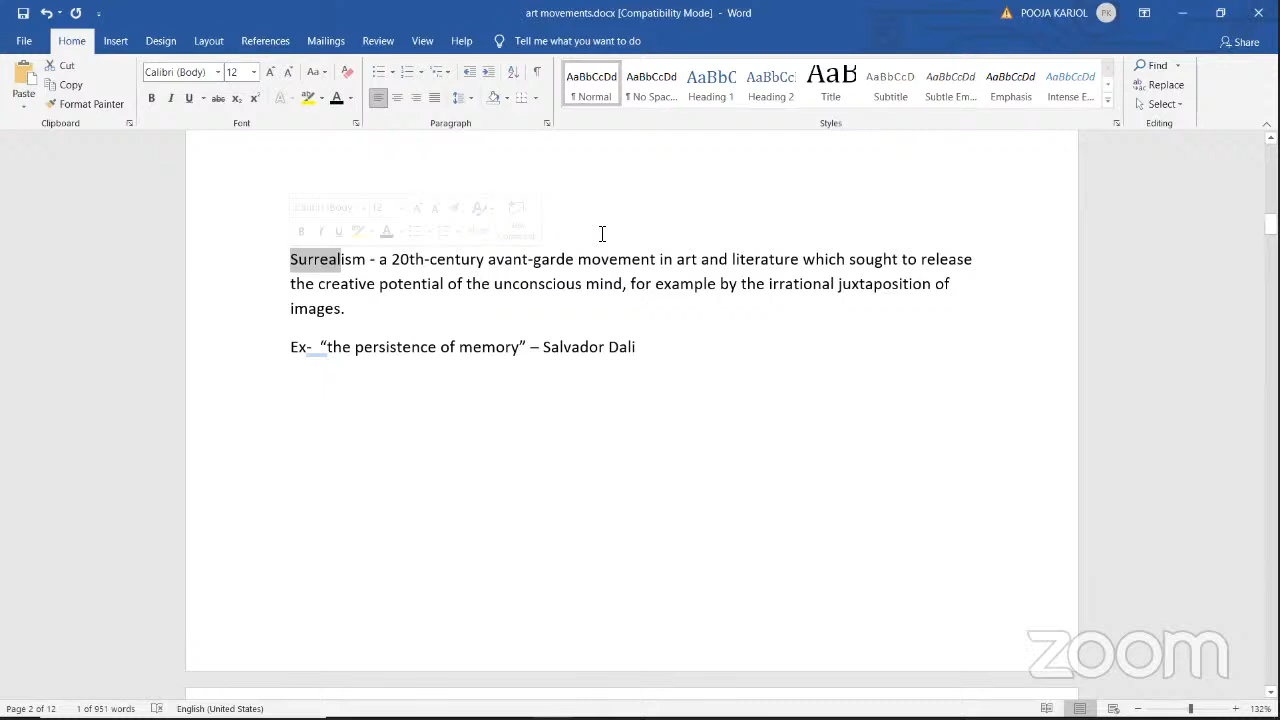 art movements.docx [Compatibility Mode] - Word
POOJA KARJOL PK
File Home Insert Design Layout References Mailings Review View Help Tell me what you want to do Share
Paste
Cut
Copy
Format Painter
Clipboard
Calibri (Body) 12
Font
Paragraph
AaBbCcDd AaBbCcDd AaBbC AaBbCc AaB AaBbCcD AaBbCcDd AaBbCcDd AaBbCcDd
¶ Normal ¶ No Spac... Heading 1 Heading 2 Title Subtitle Subtle Em... Emphasis Intense E...
Styles
Find
Replace
Select
Editing
Surrealism - a 20th-century avant-garde movement in art and literature which sought to release
the creative potential of the unconscious mind, for example by the irrational juxtaposition of
images.
Ex- “the persistence of memory” – Salvador Dali
zoom
Page 2 of 12 1 of 951 words English (United States) 132%